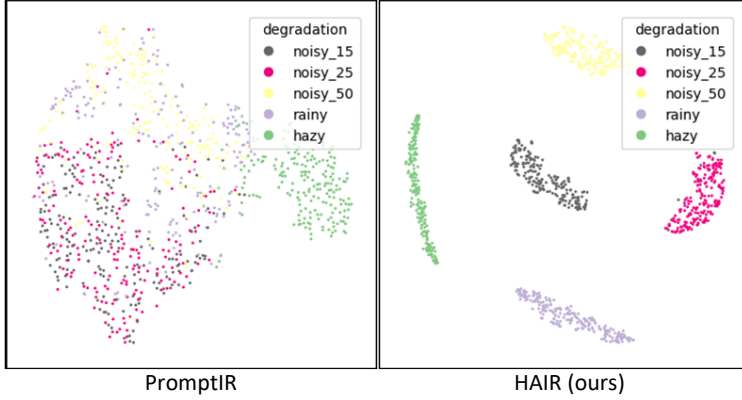 degradation
noisy_15
noisy_25
noisy_50
rainy
hazy
degradation
noisy_15
noisy_25
noisy_50
rainy
hazy
PromptIR
HAIR (ours)